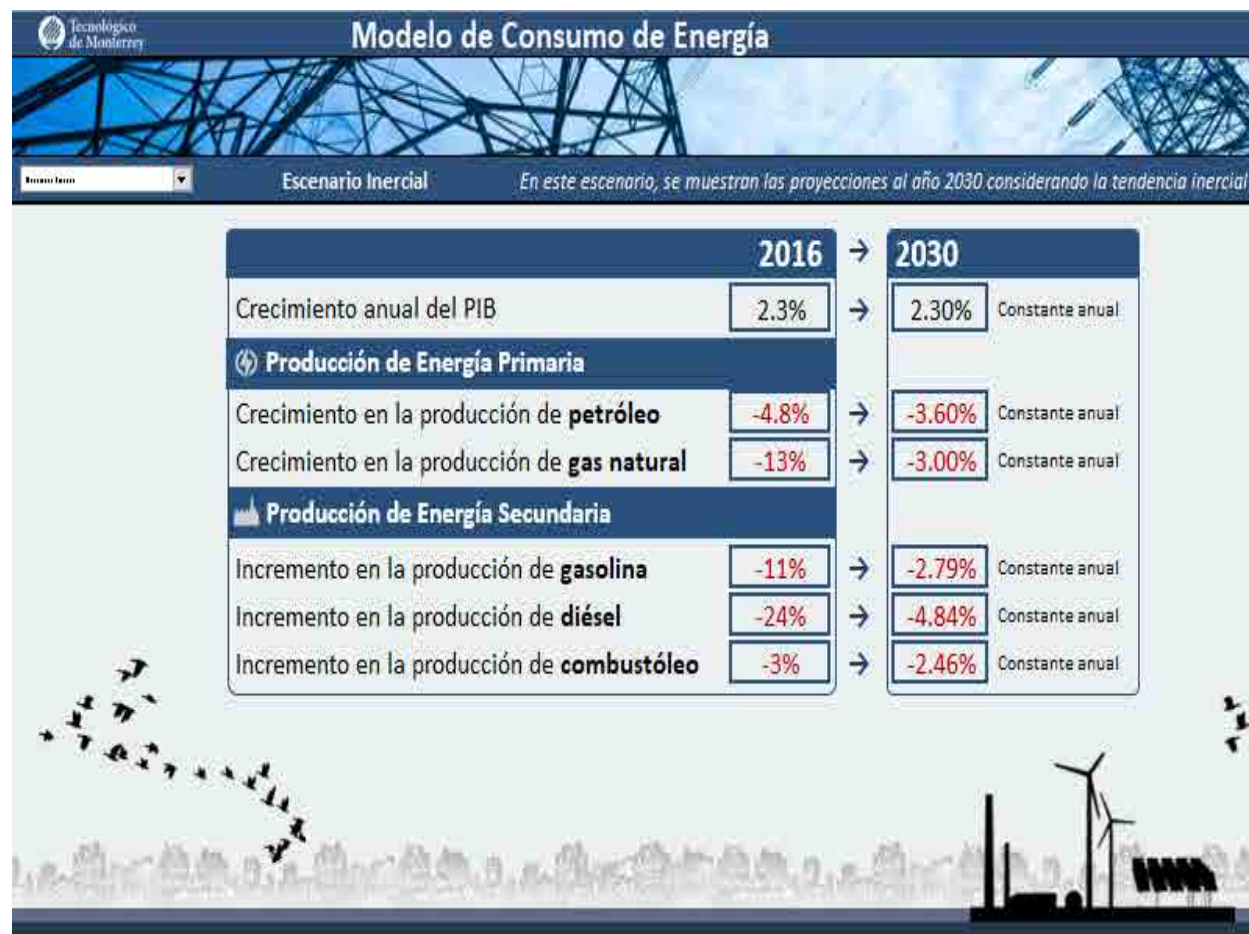 Tecnológico
de Monterrey
Modelo de Consumo de Energía
Escenario Inercial
En este escenario, se muestran las proyecciones al año 2030 considerando la tendencia inercial
2016 → 2030
Crecimiento anual del PIB 2.3% → 2.30% Constante anual
Producción de Energía Primaria
Crecimiento en la producción de petróleo -4.8% → -3.60% Constante anual
Crecimiento en la producción de gas natural -13% → -3.00% Constante anual
Producción de Energía Secundaria
Incremento en la producción de gasolina -11% → -2.79% Constante anual
Incremento en la producción de diésel -24% → -4.84% Constante anual
Incremento en la producción de combustóleo -3% → -2.46% Constante anual